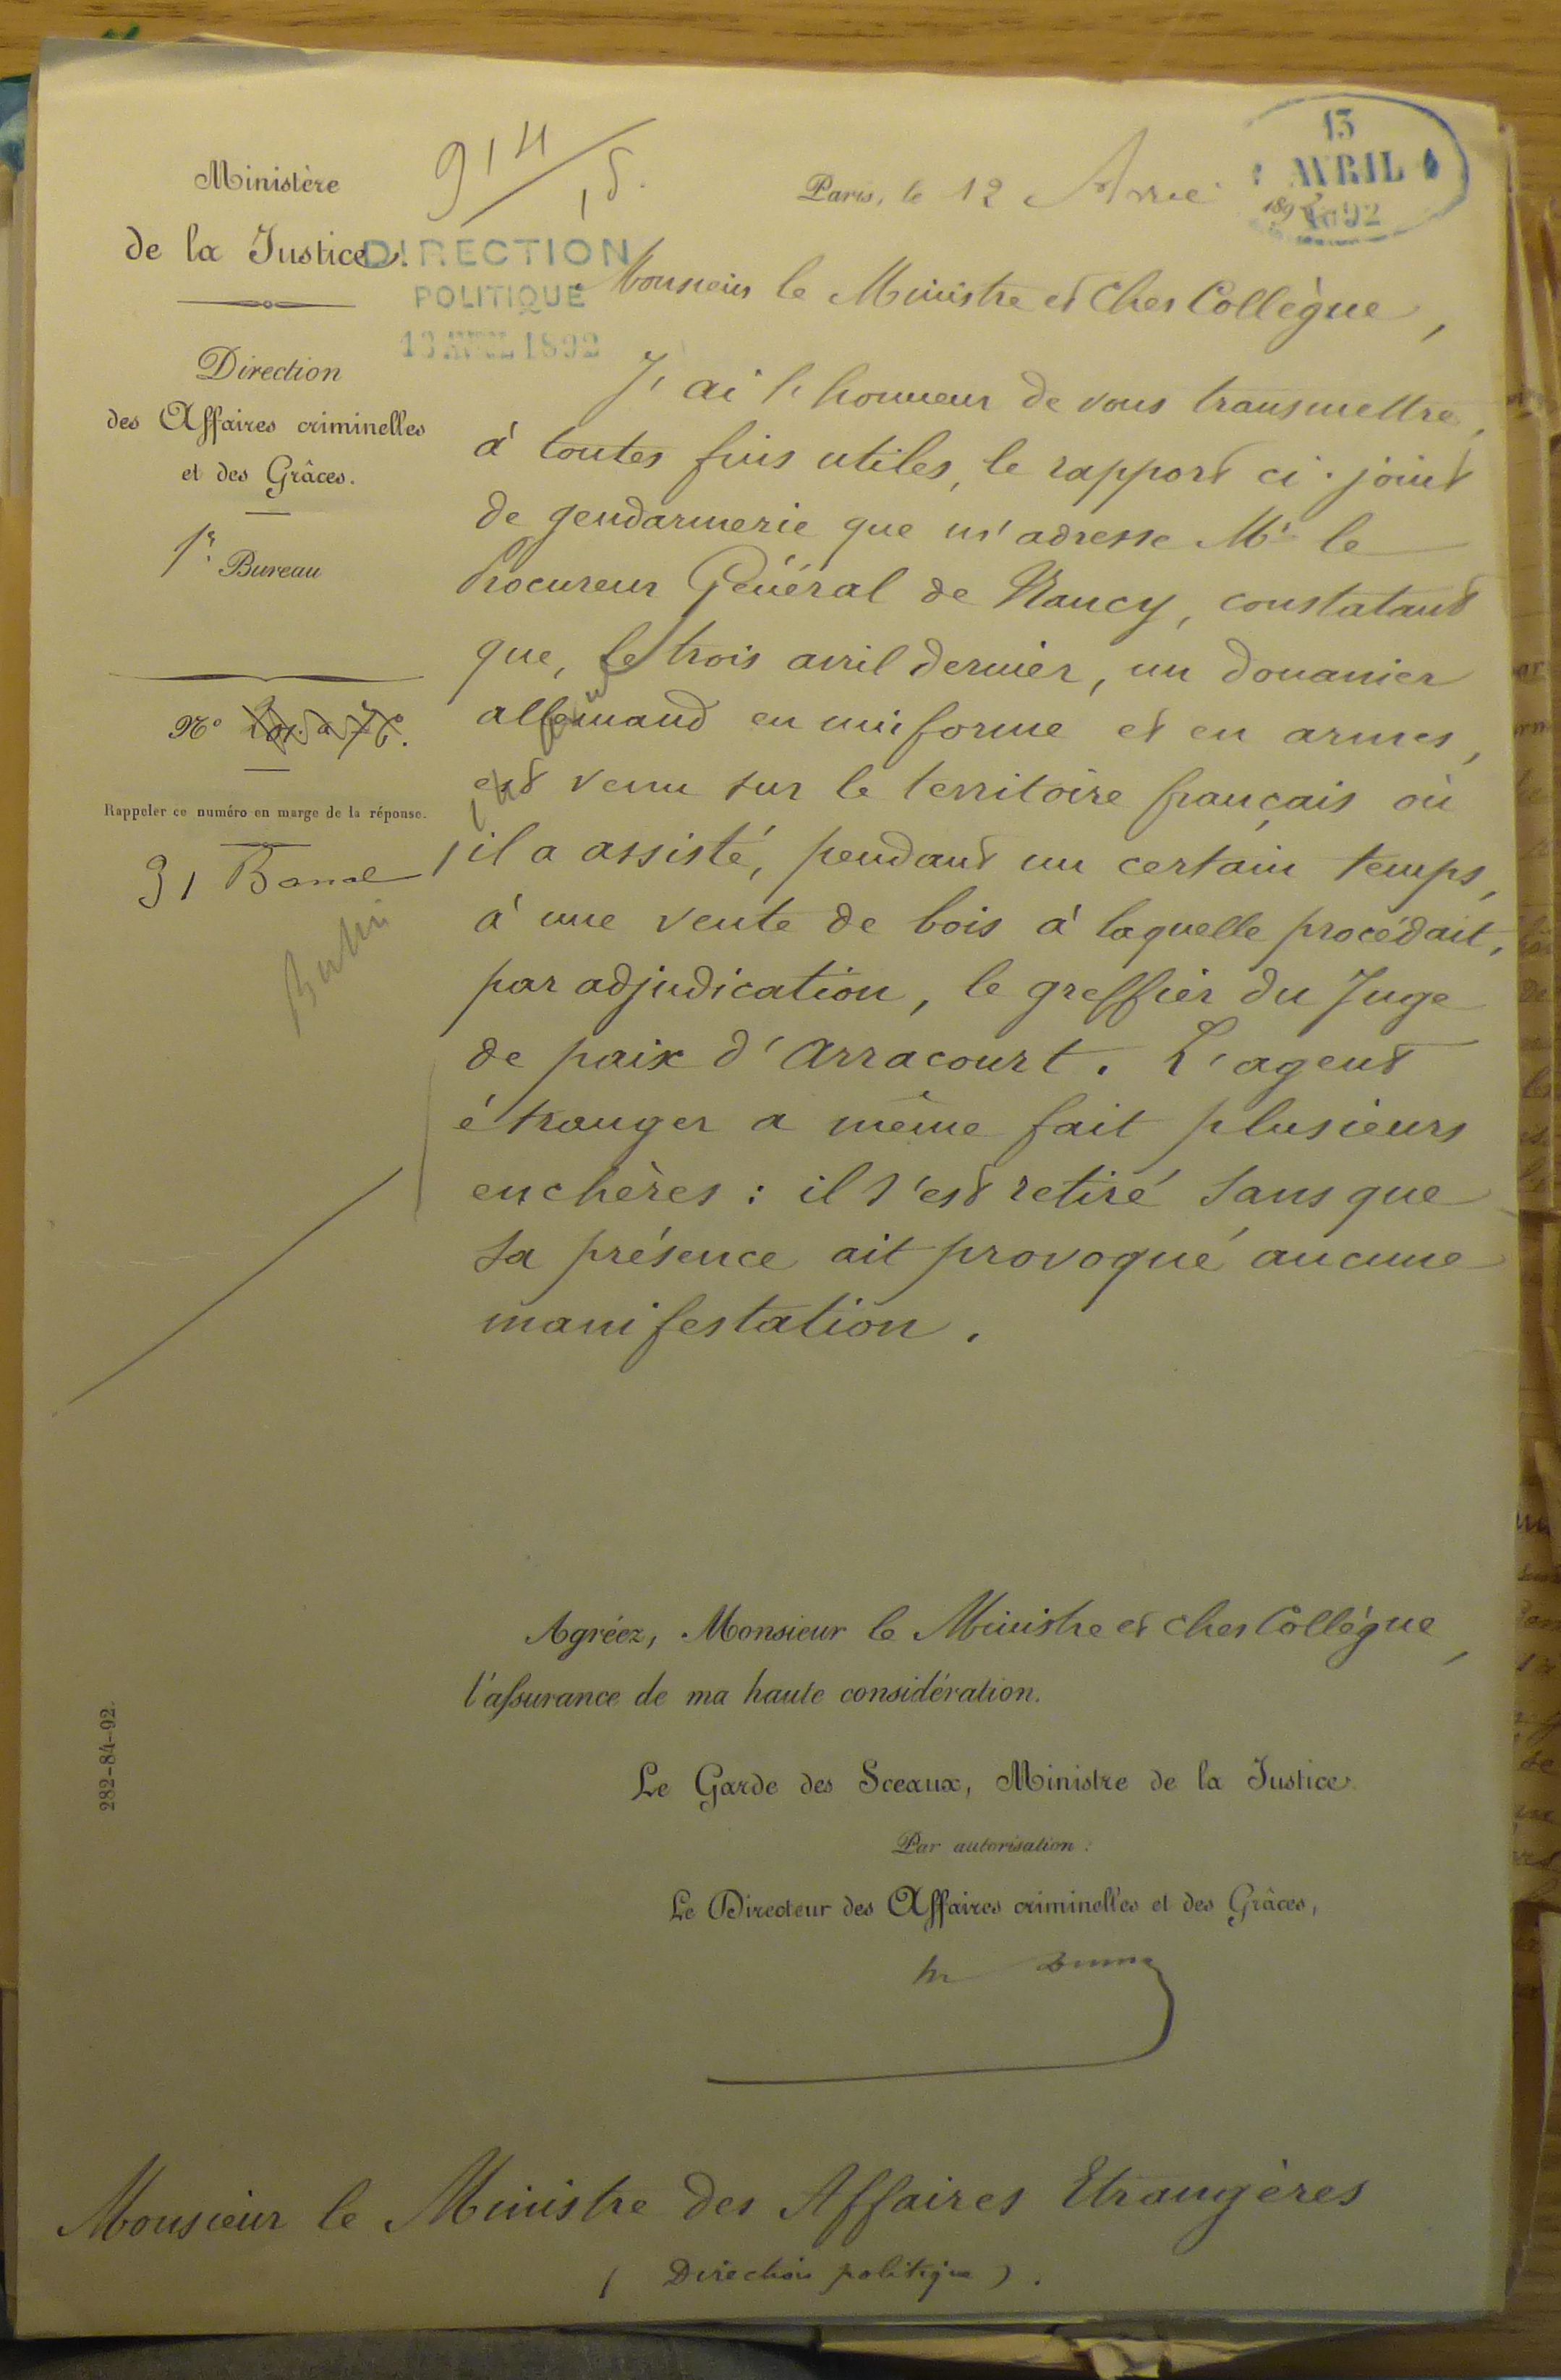 Ministère
de la Justice.
Direction
des Affaires criminelles
et des Grâces.
1er Bureau
N°
Rappeler ce numéro en marge de la réponse.
31 Banal
Berlin
914/15.
DIRECTION
POLITIQUE
13 AVRIL 1892
13
AVRIL
1892
Paris, le 12 Avril 1892
Monsieur le Ministre et Cher Collègue,
J'ai l'honneur de vous transmettre,
à toutes fins utiles, le rapport ci-joint
de gendarmerie que m'adresse Mr le
Procureur Général de Nancy, constatant
que, le trois avril dernier, un douanier
allemand en uniforme et en armes,
est venu sur le territoire français où
il a assisté, pendant un certain temps,
à une vente de bois à laquelle procédait,
par adjudication, le greffier du Juge
de paix d'Arracourt. L'agent
étranger a même fait plusieurs
enchères : il s'est retiré sans que
sa présence ait provoqué aucune
manifestation.
Agréez, Monsieur le Ministre et cher Collègue,
l'assurance de ma haute considération.
Le Garde des Sceaux, Ministre de la Justice.
Par autorisation :
Le Directeur des Affaires criminelles et des Grâces,
282-84-92.
Monsieur le Ministre des Affaires Etrangères
(Direction politique).